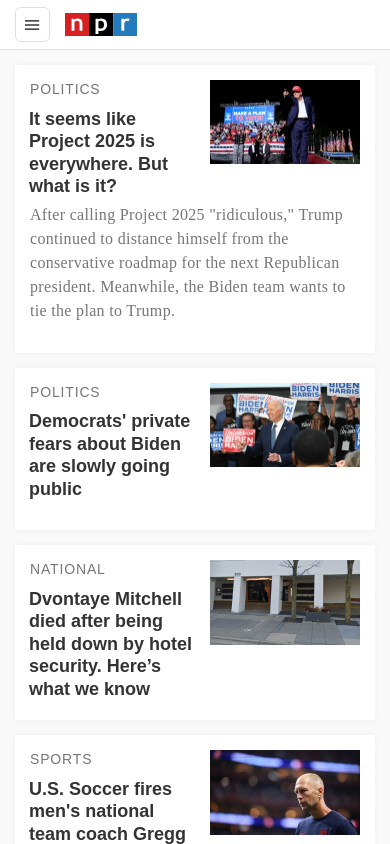 npr
POLITICS
It seems like
Project 2025 is
everywhere. But
what is it?
After calling Project 2025 "ridiculous," Trump
continued to distance himself from the
conservative roadmap for the next Republican
president. Meanwhile, the Biden team wants to
tie the plan to Trump.
POLITICS
Democrats' private
fears about Biden
are slowly going
public
BIDEN
HARRIS
NATIONAL
Dvontaye Mitchell
died after being
held down by hotel
security. Here’s
what we know
SPORTS
U.S. Soccer fires
men's national
team coach Gregg